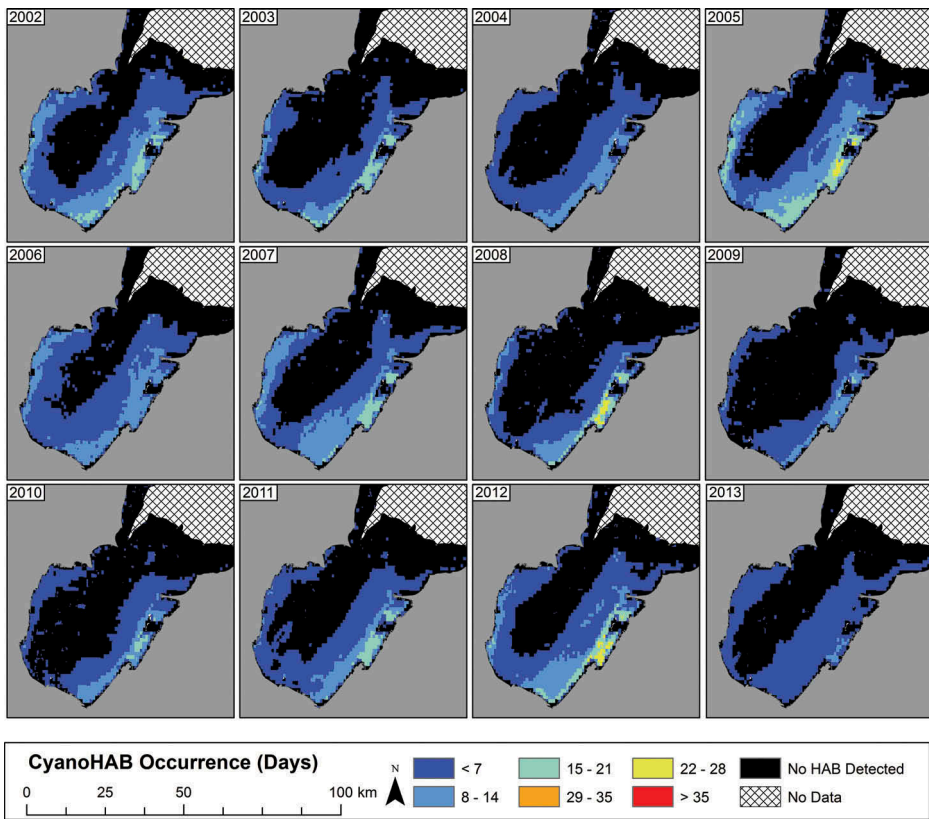 2002 2003 2004 2005
2006 2007 2008 2009
2010 2011 2012 2013
CyanoHAB Occurrence (Days)
0 25 50 100 km
N
< 7 15 - 21 22 - 28 No HAB Detected
8 - 14 29 - 35 > 35 No Data